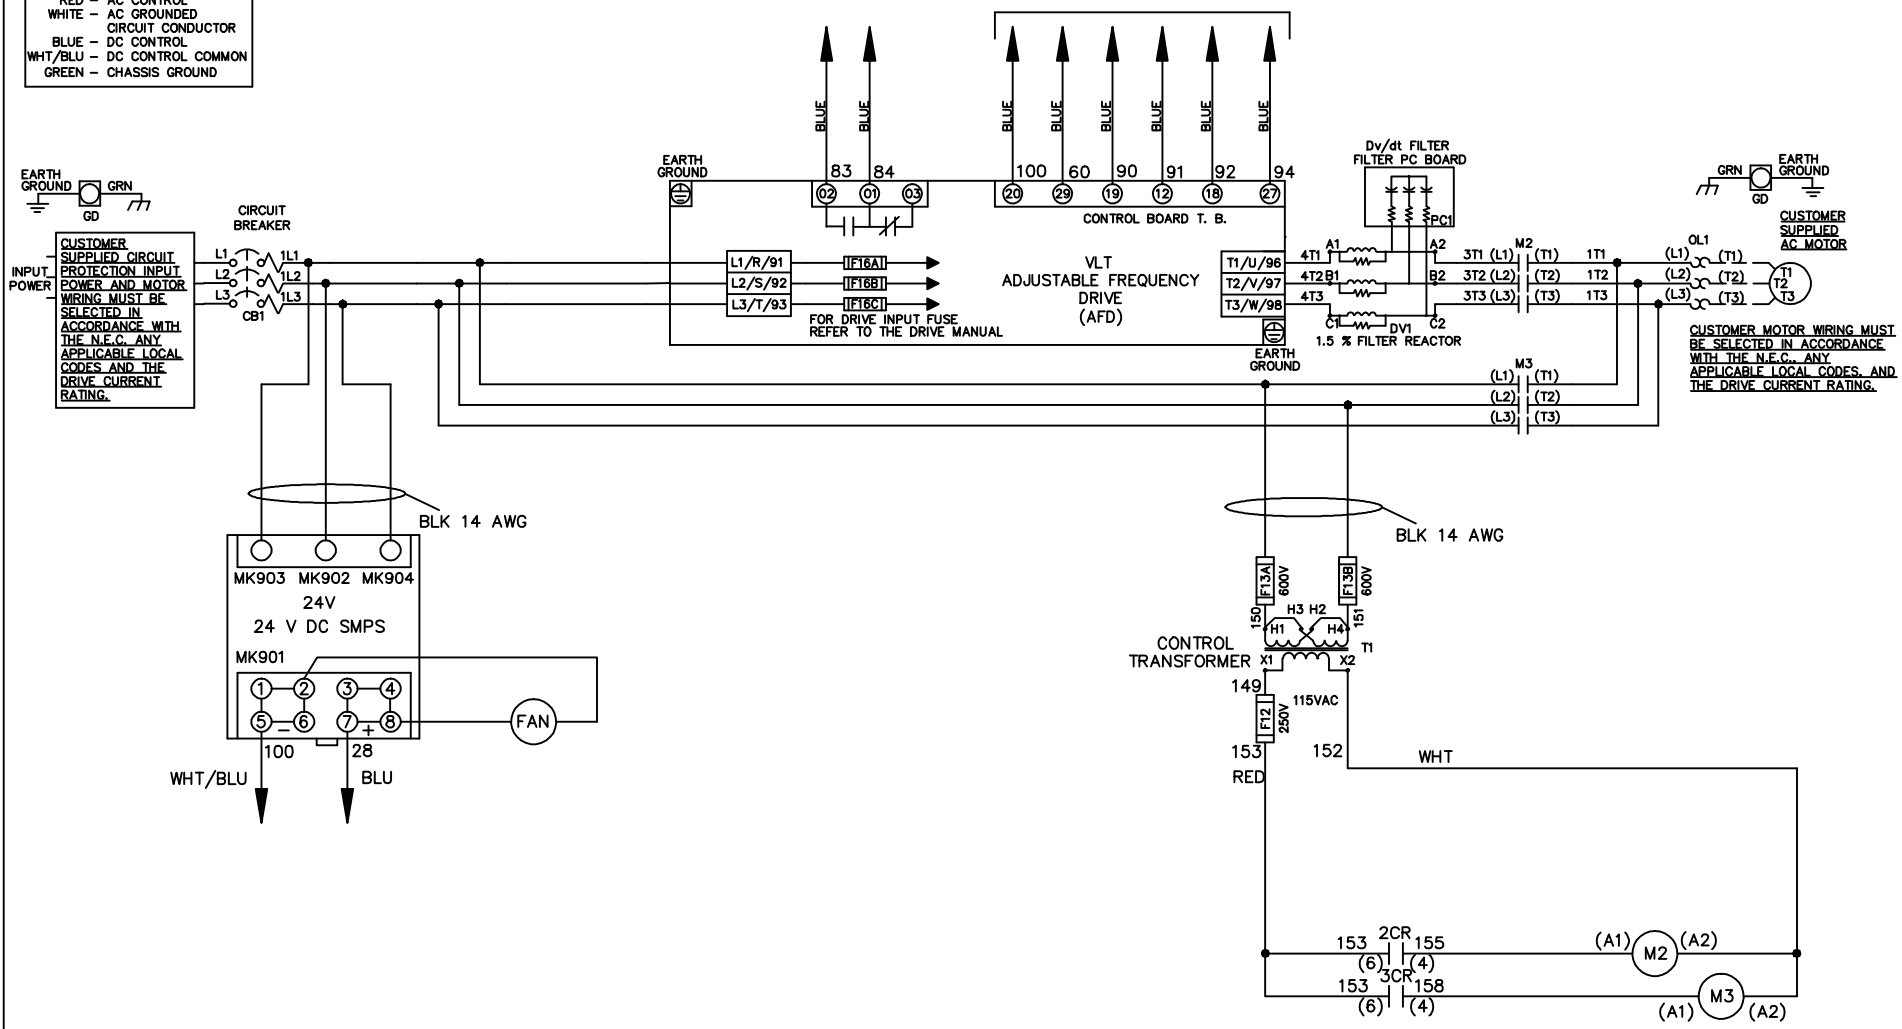 RED – AC CONTROL
WHITE – AC GROUNDED
CIRCUIT CONDUCTOR
BLUE – DC CONTROL
WHT/BLU – DC CONTROL COMMON
GREEN – CHASSIS GROUND
BLUE
BLUE
BLUE
BLUE
BLUE
BLUE
BLUE
BLUE
EARTH
GROUND
GRN
GD
CIRCUIT
BREAKER
CUSTOMER
SUPPLIED CIRCUIT
PROTECTION INPUT
POWER AND MOTOR
WIRING MUST BE
SELECTED IN
ACCORDANCE WITH
THE N.E.C. ANY
APPLICABLE LOCAL
CODES AND THE
DRIVE CURRENT
RATING.
INPUT
POWER
L1 1L1
L2 1L2
L3 1L3
CB1
EARTH
GROUND
83 84
02 01 03
100 60 90 91 92 94
20 29 19 12 18 27
CONTROL BOARD T. B.
L1/R/91
L2/S/92
L3/T/93
F16A
F16B
F16C
FOR DRIVE INPUT FUSE
REFER TO THE DRIVE MANUAL
VLT
ADJUSTABLE FREQUENCY
DRIVE
(AFD)
T1/U/96
T2/V/97
T3/W/98
EARTH
GROUND
Dv/dt FILTER
FILTER PC BOARD
PC1
4T1 A1 A2
4T2 B1 B2
4T3 C1 C2
DV1
1.5 % FILTER REACTOR
M2
3T1 (L1) (T1) 1T1
3T2 (L2) (T2) 1T2
3T3 (L3) (T3) 1T3
GRN
EARTH
GROUND
GD
CUSTOMER
SUPPLIED
AC MOTOR
OL1
(L1) (T1)
(L2) (T2)
(L3) (T3)
T1
T2
T3
CUSTOMER MOTOR WIRING MUST
BE SELECTED IN ACCORDANCE
WITH THE N.E.C., ANY
APPLICABLE LOCAL CODES, AND
THE DRIVE CURRENT RATING.
M3
(L1) (T1)
(L2) (T2)
(L3) (T3)
BLK 14 AWG
BLK 14 AWG
MK903 MK902 MK904
24V
24 V DC SMPS
MK901
1 2 3 4
5 6 7 8
– +
FAN
100 28
WHT/BLU BLU
F13A 600V
F13B 600V
150 151
H3 H2
H1 H4
CONTROL
TRANSFORMER
T1
X1 X2
149
115VAC
F12 250V
153 152
RED
WHT
2CR
153 155
(6) (4)
(A1) M2 (A2)
3CR
153 158
(6) (4)
(A1) M3 (A2)